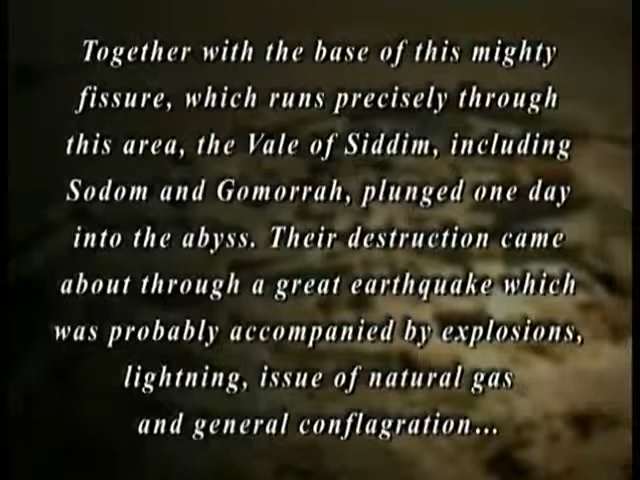 Together with the base of this mighty
fissure, which runs precisely through
this area, the Vale of Siddim, including
Sodom and Gomorrah, plunged one day
into the abyss. Their destruction came
about through a great earthquake which
was probably accompanied by explosions,
lightning, issue of natural gas
and general conflagration...